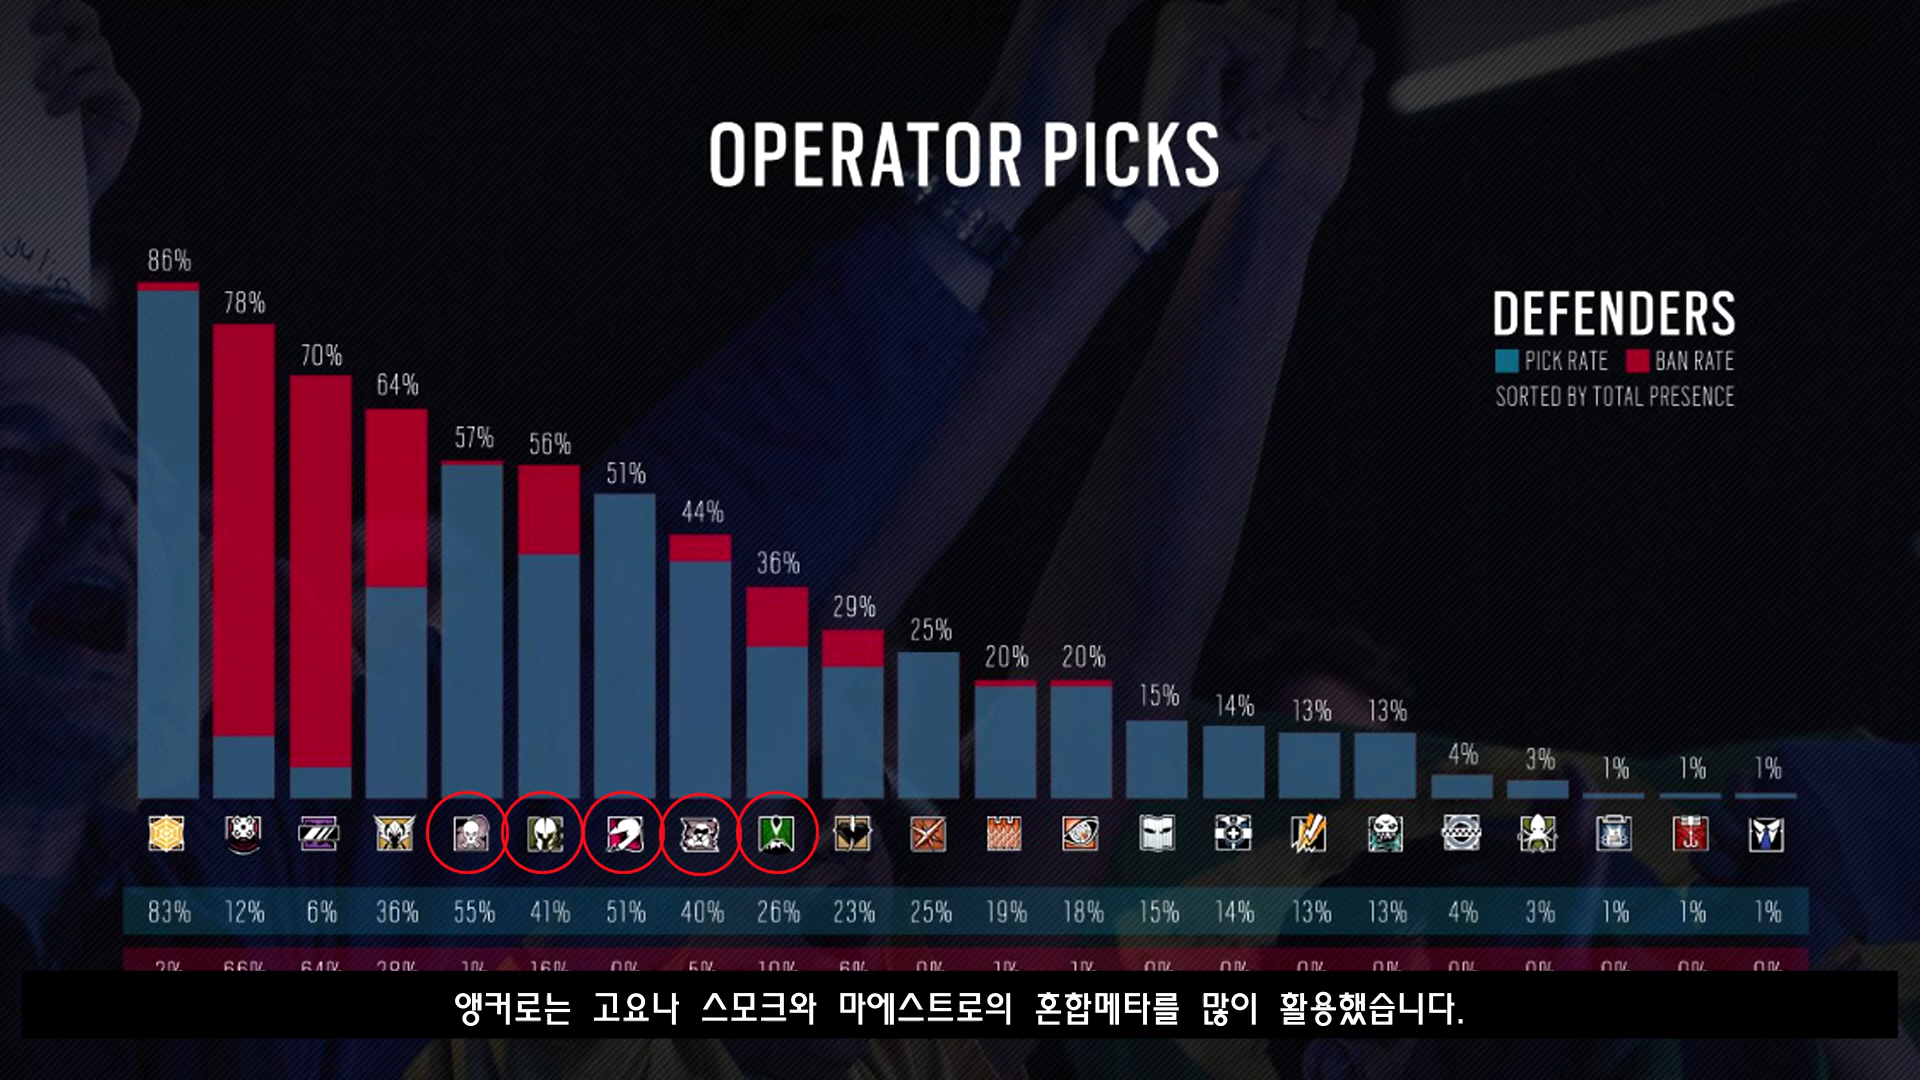 OPERATOR PICKS
DEFENDERS
PICK RATE BAN RATE
SORTED BY TOTAL PRESENCE
86% 78% 70% 64% 57% 56% 51% 44% 36% 29% 25% 20% 20% 15% 14% 13% 13% 4% 3% 1% 1% 1%
83% 12% 6% 36% 55% 41% 51% 40% 26% 23% 25% 19% 18% 15% 14% 13% 13% 4% 3% 1% 1% 1%
앵커로는 고요나 스모크와 마에스트로의 혼합메타를 많이 활용했습니다.